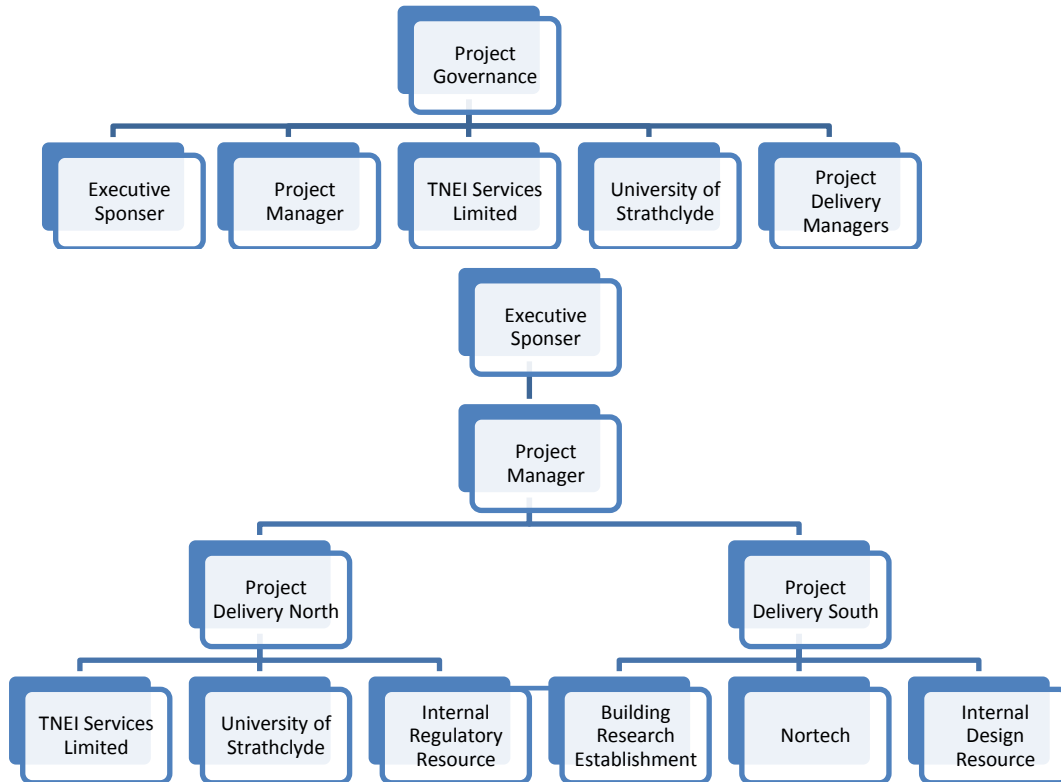 Project
Governance
Executive
Sponser
Project
Manager
TNEI Services
Limited
University of
Strathclyde
Project
Delivery
Managers
Executive
Sponser
Project
Manager
Project
Delivery North
Project
Delivery South
TNEI Services
Limited
University of
Strathclyde
Internal
Regulatory
Resource
Building
Research
Establishment
Nortech
Internal
Design
Resource